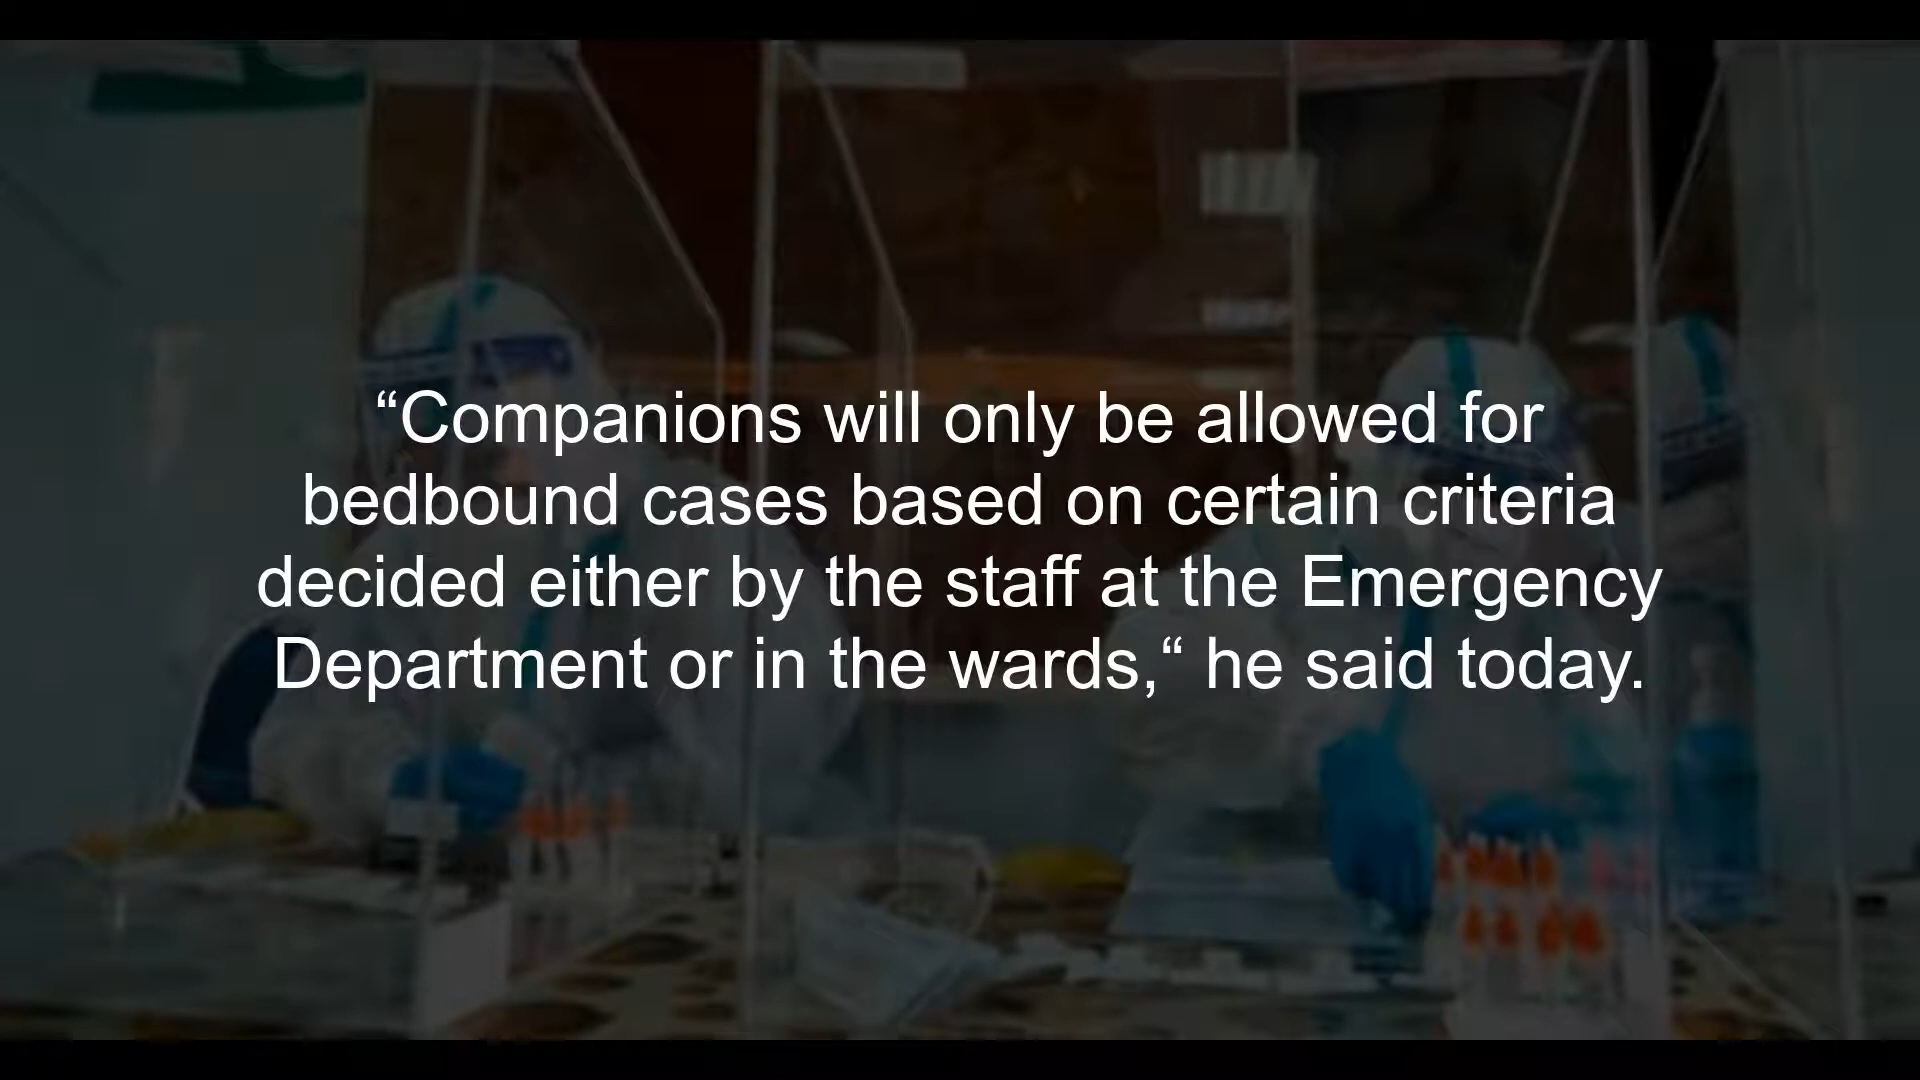 “Companions will only be allowed for
bedbound cases based on certain criteria
decided either by the staff at the Emergency
Department or in the wards,“ he said today.